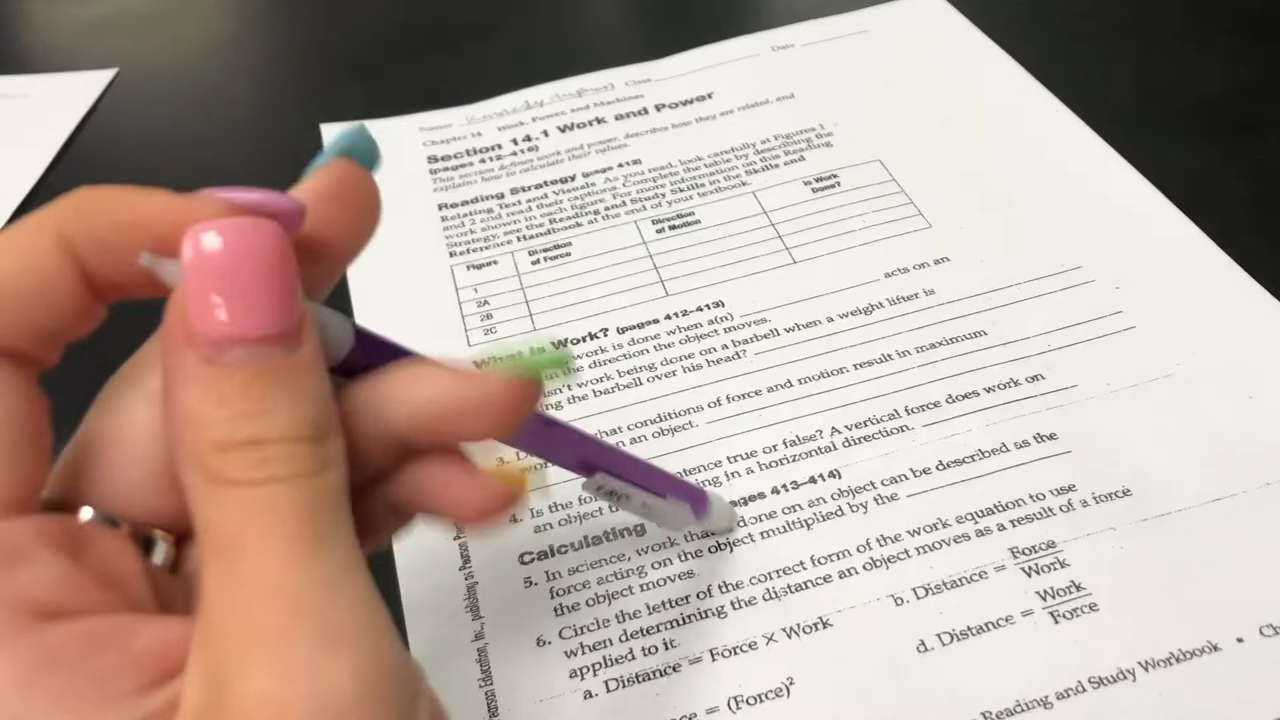 Name Kennedy Class Date
Chapter 14 Work, Power, and Machines
Section 14.1 Work and Power
(pages 412–416)
This section defines work and power, describes how they are related, and
explains how to calculate their values.
Reading Strategy (page 412)
Relating Text and Visuals As you read, look carefully at Figures 1
and 2 and read their captions. Complete the table by describing the
work shown in each figure. For more information on this Reading
Strategy, see the Reading and Study Skills in the Skills and
Reference Handbook at the end of your textbook.
Figure Direction of Force Direction of Motion Is Work Done?
1
2A
2B
2C
What Is Work? (pages 412–413)
work is done when a(n) acts on an
in the direction the object moves.
isn't work being done on a barbell when a weight lifter is
ng the barbell over his head?
hat conditions of force and motion result in maximum
n an object.
3.
4. Is the fo ntence true or false? A vertical force does work on
an object t ing in a horizontal direction.
Calculating ages 413–414)
5. In science, work that done on an object can be described as the
force acting on the object multiplied by the
the object moves.
6. Circle the letter of the correct form of the work equation to use
when determining the distance an object moves as a result of a force
applied to it.
a. Distance = Force × Work
b. Distance = Force / Work
ce = (Force)²
d. Distance = Work / Force
earson Education, Inc., publishing as Pearson Pre
Reading and Study Workbook ▪ Ch